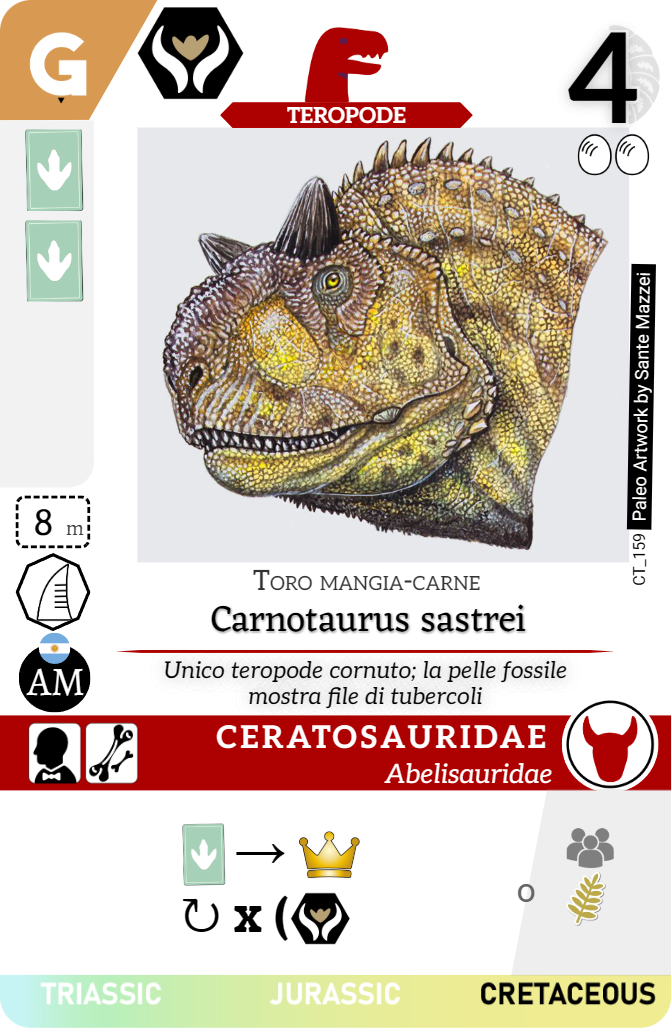 G
4
TEROPODE
Paleo Artwork by Sante Mazzei
CT_159
8 m
AM
TORO MANGIA-CARNE
Carnotaurus sastrei
Unico teropode cornuto; la pelle fossile
mostra file di tubercoli
CERATOSAURIDAE
Abelisauridae
→
↻ x (
o
TRIASSIC JURASSIC CRETACEOUS